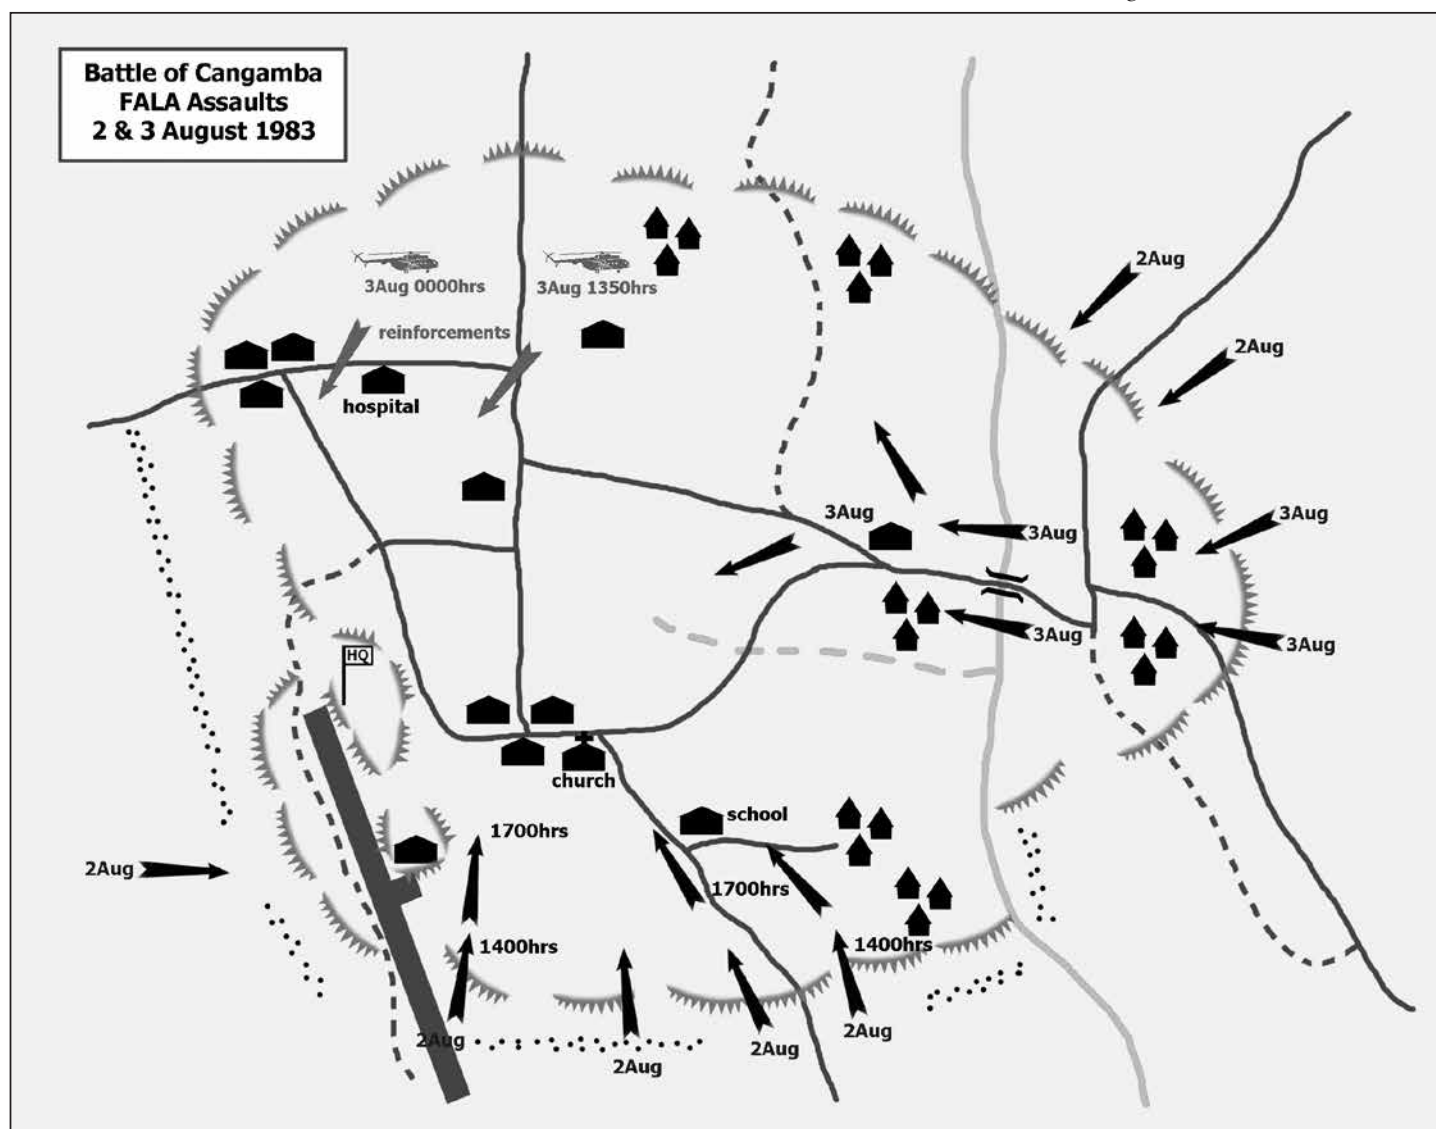 Battle of Cangamba
FALA Assaults
2 & 3 August 1983
2Aug
3Aug 0000hrs
3Aug 1350hrs
reinforcements
2Aug
hospital
3Aug
3Aug
3Aug
3Aug
3Aug
HQ
church
school
1700hrs
2Aug
1700hrs
1400hrs
1400hrs
2Aug
2Aug
2Aug
2Aug